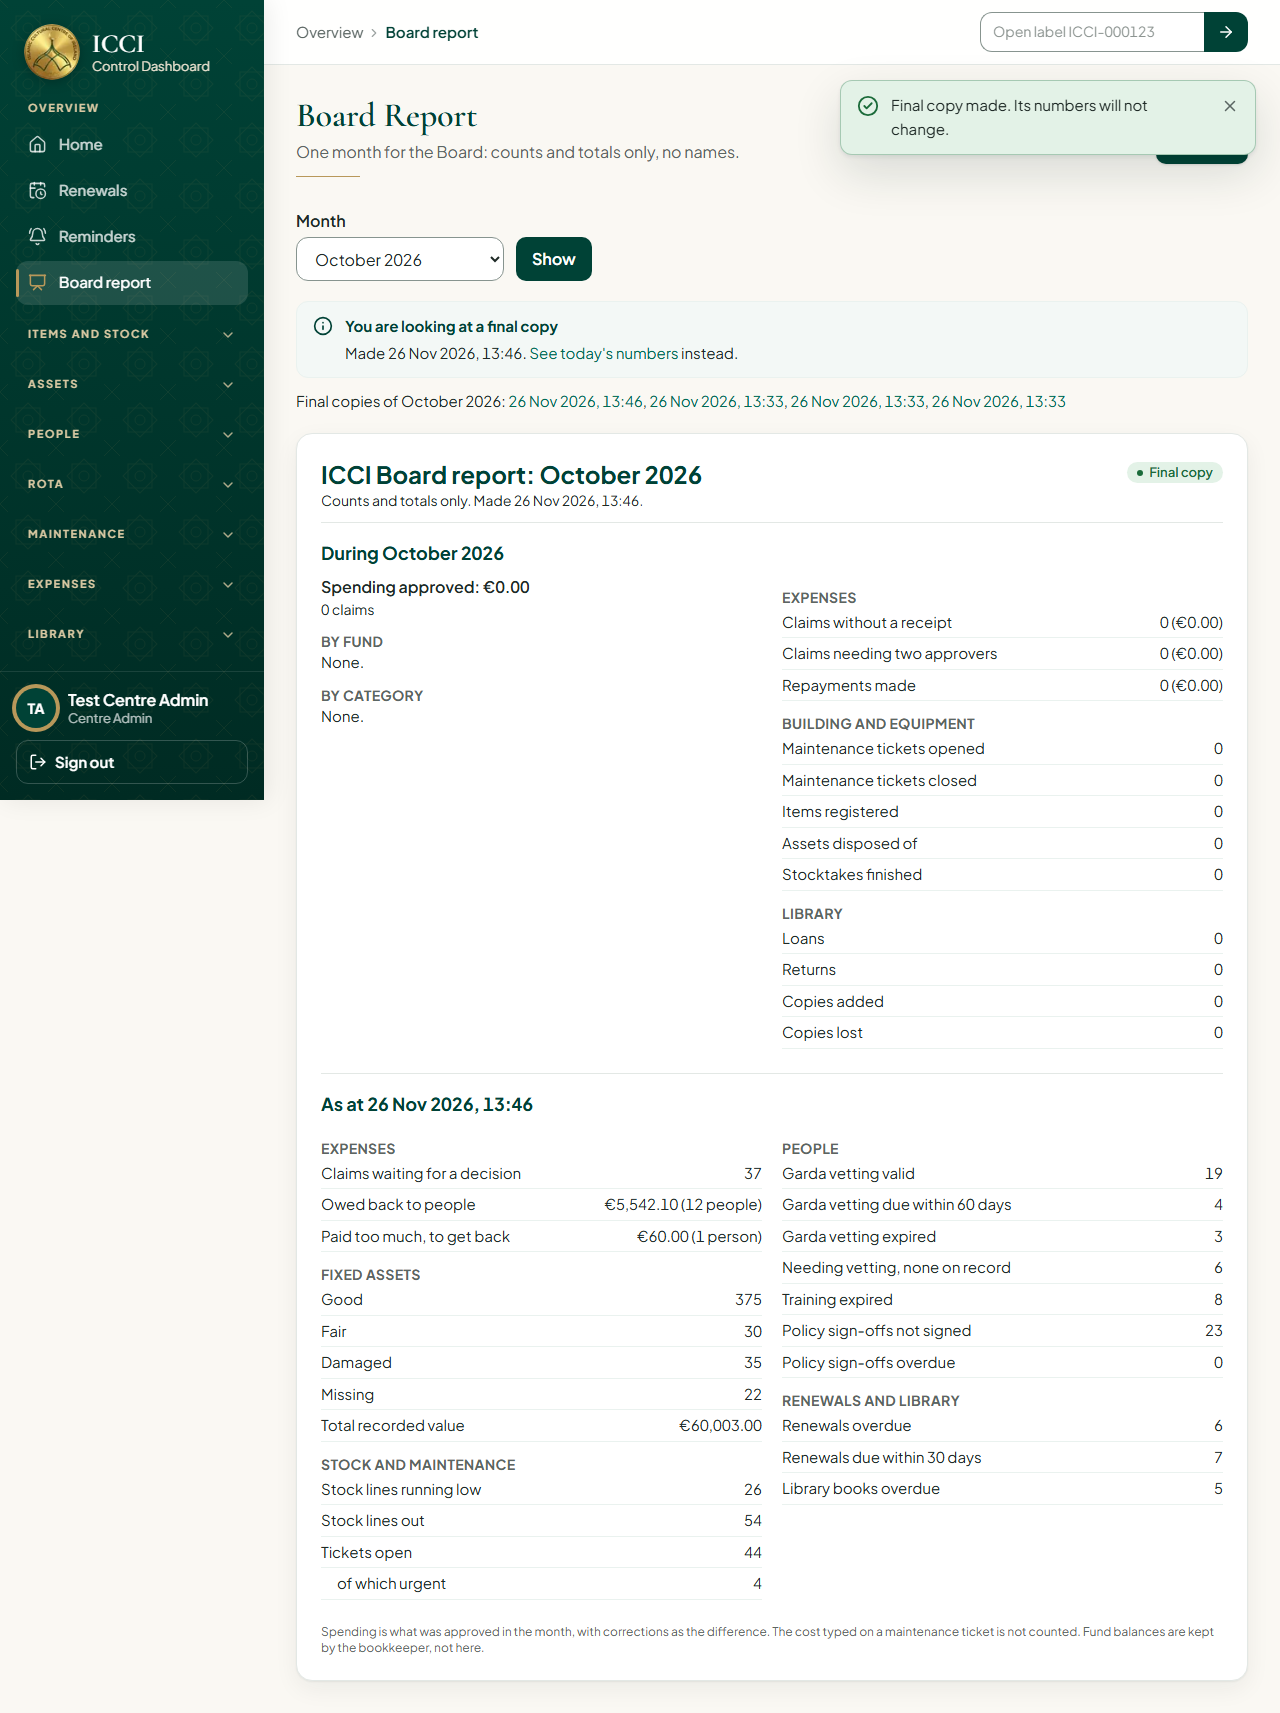 ICCI
Control Dashboard
OVERVIEW
Home
Renewals
Reminders
Board report
ITEMS AND STOCK
ASSETS
PEOPLE
ROTA
MAINTENANCE
EXPENSES
LIBRARY
TA
Test Centre Admin
Centre Admin
Sign out
Overview > Board report
Open label ICCI-000123
Final copy made. Its numbers will not
change.
Board Report
One month for the Board: counts and totals only, no names.
Month
October 2026
Show
You are looking at a final copy
Made 26 Nov 2026, 13:46. See today's numbers instead.
Final copies of October 2026: 26 Nov 2026, 13:46, 26 Nov 2026, 13:33, 26 Nov 2026, 13:33, 26 Nov 2026, 13:33
ICCI Board report: October 2026
Final copy
Counts and totals only. Made 26 Nov 2026, 13:46.
During October 2026
Spending approved: €0.00
0 claims
BY FUND
None.
BY CATEGORY
None.
EXPENSES
Claims without a receipt 0 (€0.00)
Claims needing two approvers 0 (€0.00)
Repayments made 0 (€0.00)
BUILDING AND EQUIPMENT
Maintenance tickets opened 0
Maintenance tickets closed 0
Items registered 0
Assets disposed of 0
Stocktakes finished 0
LIBRARY
Loans 0
Returns 0
Copies added 0
Copies lost 0
As at 26 Nov 2026, 13:46
EXPENSES
Claims waiting for a decision 37
Owed back to people €5,542.10 (12 people)
Paid too much, to get back €60.00 (1 person)
FIXED ASSETS
Good 375
Fair 30
Damaged 35
Missing 22
Total recorded value €60,003.00
STOCK AND MAINTENANCE
Stock lines running low 26
Stock lines out 54
Tickets open 44
of which urgent 4
PEOPLE
Garda vetting valid 19
Garda vetting due within 60 days 4
Garda vetting expired 3
Needing vetting, none on record 6
Training expired 8
Policy sign-offs not signed 23
Policy sign-offs overdue 0
RENEWALS AND LIBRARY
Renewals overdue 6
Renewals due within 30 days 7
Library books overdue 5
Spending is what was approved in the month, with corrections as the difference. The cost typed on a maintenance ticket is not counted. Fund balances are kept
by the bookkeeper, not here.